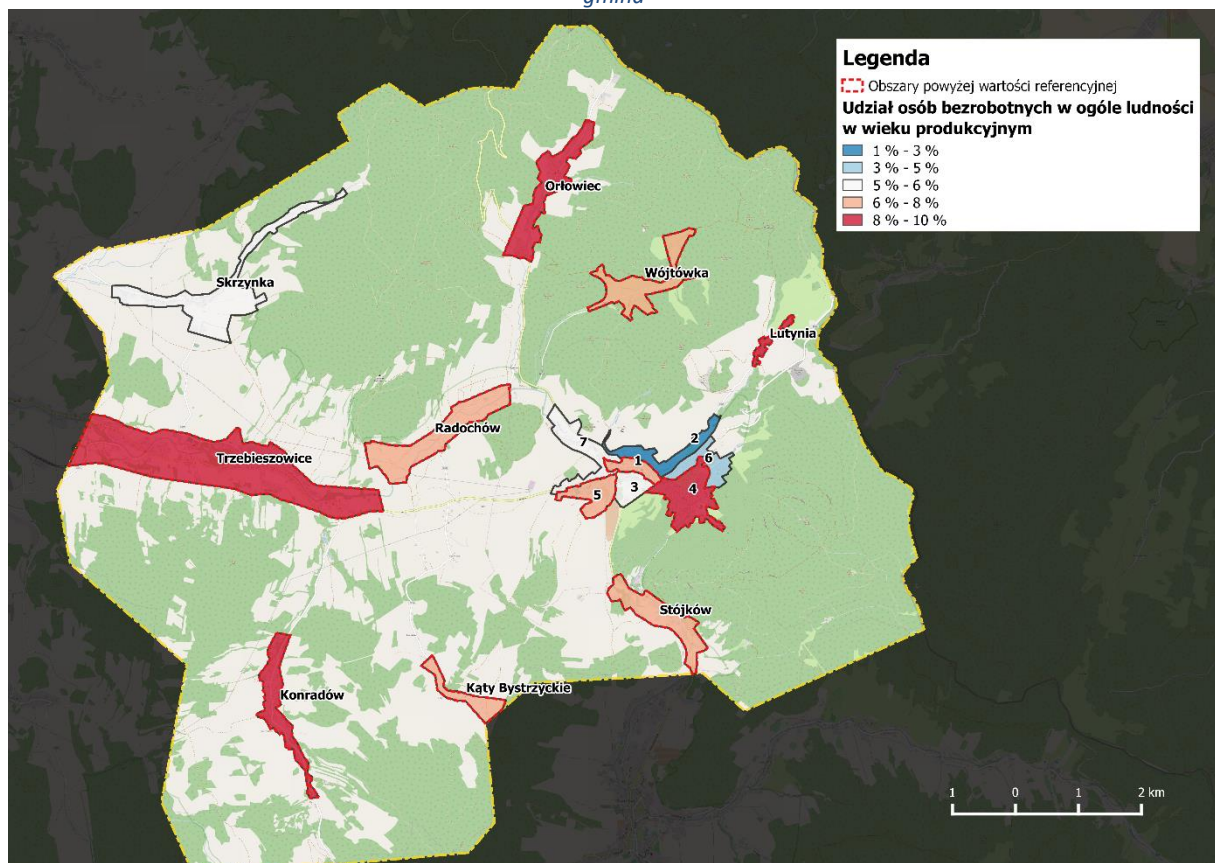 gmina
Legenda
Obszary powyżej wartości referencyjnej
Udział osób bezrobotnych w ogóle ludności
w wieku produkcyjnym
1 % - 3 %
3 % - 5 %
5 % - 6 %
6 % - 8 %
8 % - 10 %
Orłowiec
Wójtówka
Skrzynka
Lutynia
Radochów
Trzebieszowice
7
2
1
6
3
4
5
Stójków
Kąty Bystrzyckie
Konradów
1 0 1 2 km